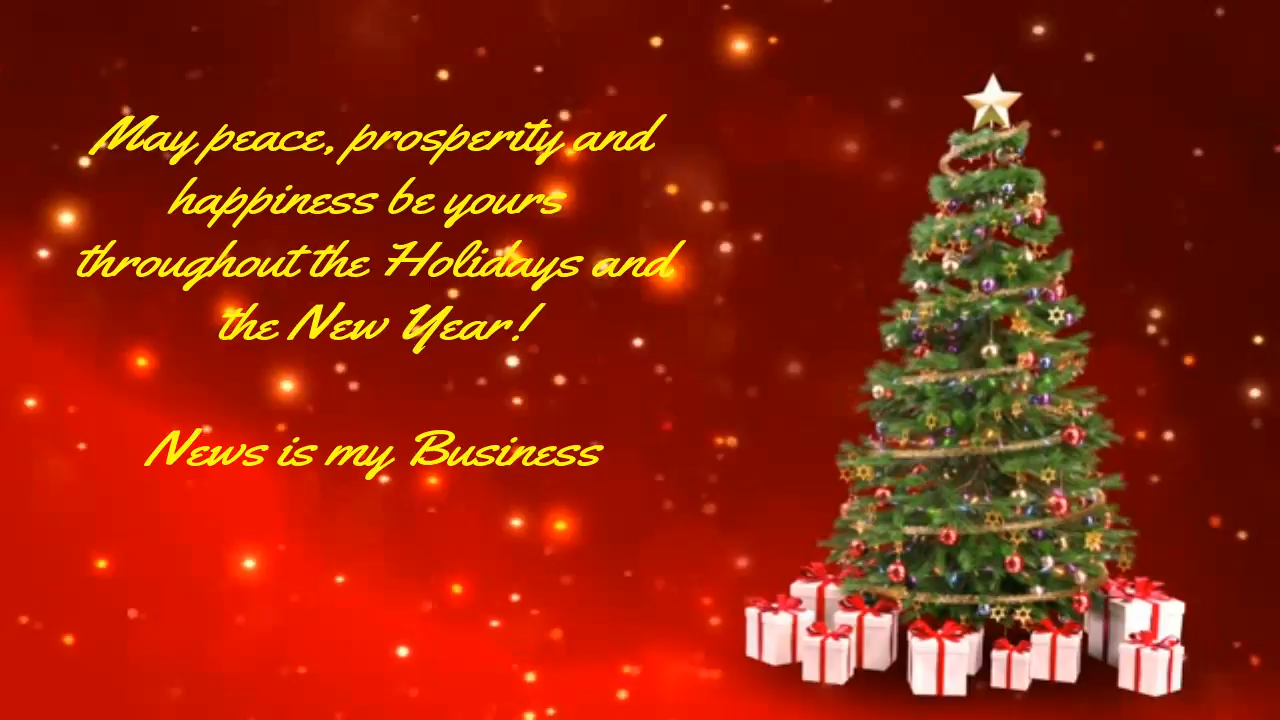 May peace, prosperity and
happiness be yours
throughout the Holidays and
the New Year!
News is my Business